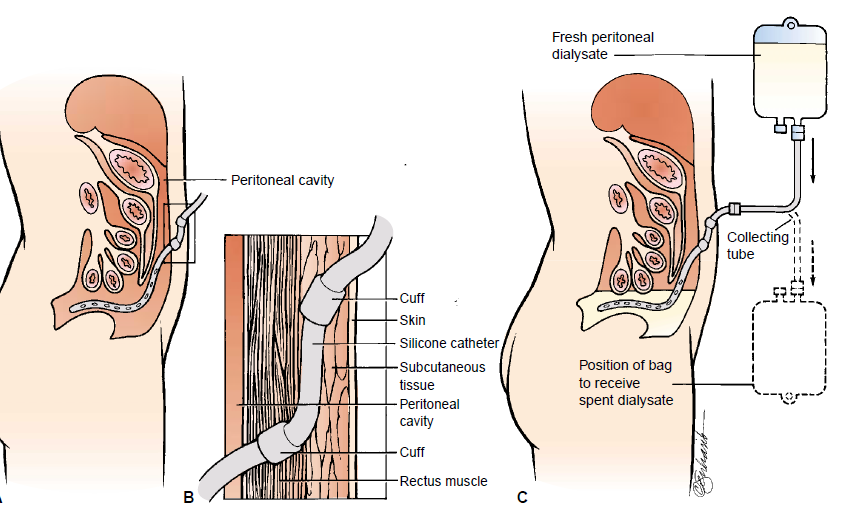 Fresh peritoneal
dialysate
Peritoneal cavity
Collecting
tube
Cuff
Skin
Silicone catheter
Subcutaneous
tissue
Peritoneal
cavity
Cuff
Rectus muscle
Position of bag
to receive
spent dialysate
B
C